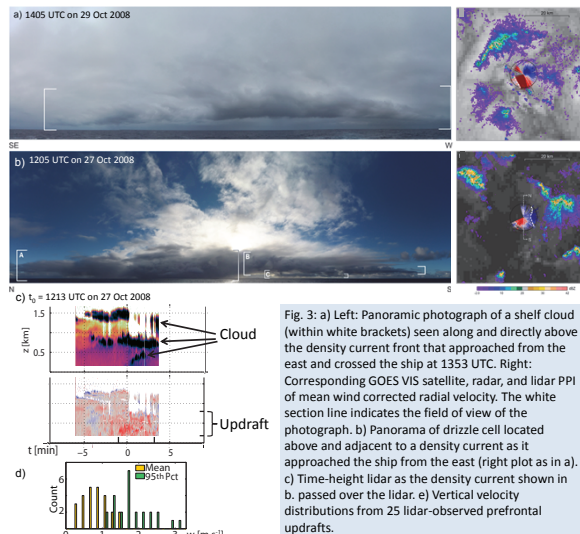 a) 1405 UTC on 29 Oct 2008
20 km
SE
W
b) 1205 UTC on 27 Oct 2008
20 km
A
B
C
N
S
c) t0 = 1213 UTC on 27 Oct 2008
1.5
z [km]
0.5
Cloud
Updraft
t [min]
−5
0
5
d)
Count
6
2
Mean
95th Pct
0
1
2
3
Fig. 3: a) Left: Panoramic photograph of a shelf cloud
(within white brackets) seen along and directly above
the density current front that approached from the
east and crossed the ship at 1353 UTC. Right:
Corresponding GOES VIS satellite, radar, and lidar PPI
of mean wind corrected radial velocity. The white
section line indicates the field of view of the
photograph. b) Panorama of drizzle cell located
above and adjacent to a density current as it
approached the ship from the east (right plot as in a).
c) Time-height lidar as the density current shown in
b. passed over the lidar. e) Vertical velocity
distributions from 25 lidar-observed prefrontal
updrafts.